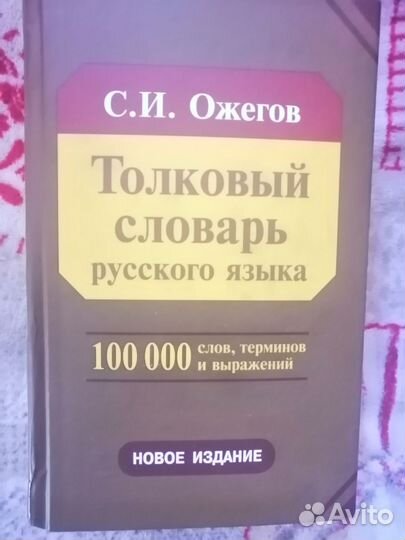 С.И. Ожегов
Толковый
словарь
русского языка
100 000 слов, терминов
и выражений
НОВОЕ ИЗДАНИЕ
Avito